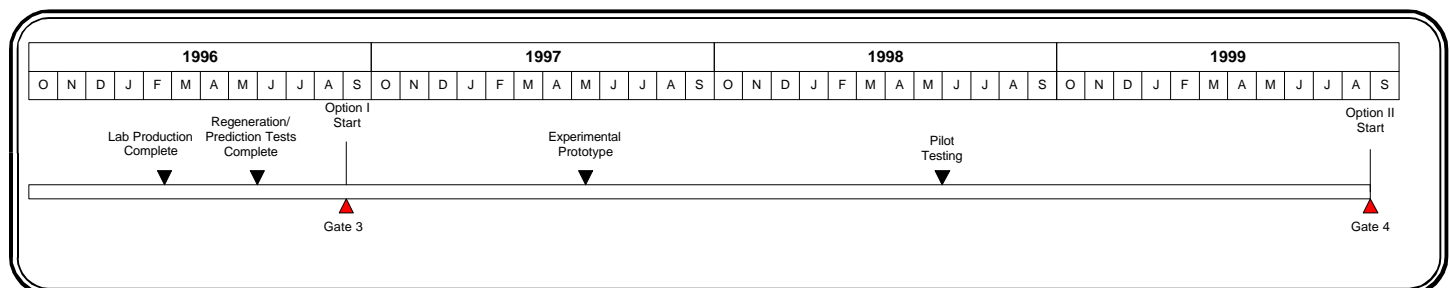 1996 1997 1998 1999
O N D J F M A M J J A S O N D J F M A M J J A S O N D J F M A M J J A S O N D J F M A M J J A S
Option I
Start
Option II
Start
Lab Production
Complete
Regeneration/
Prediction Tests
Complete
Experimental
Prototype
Pilot
Testing
Gate 3
Gate 4